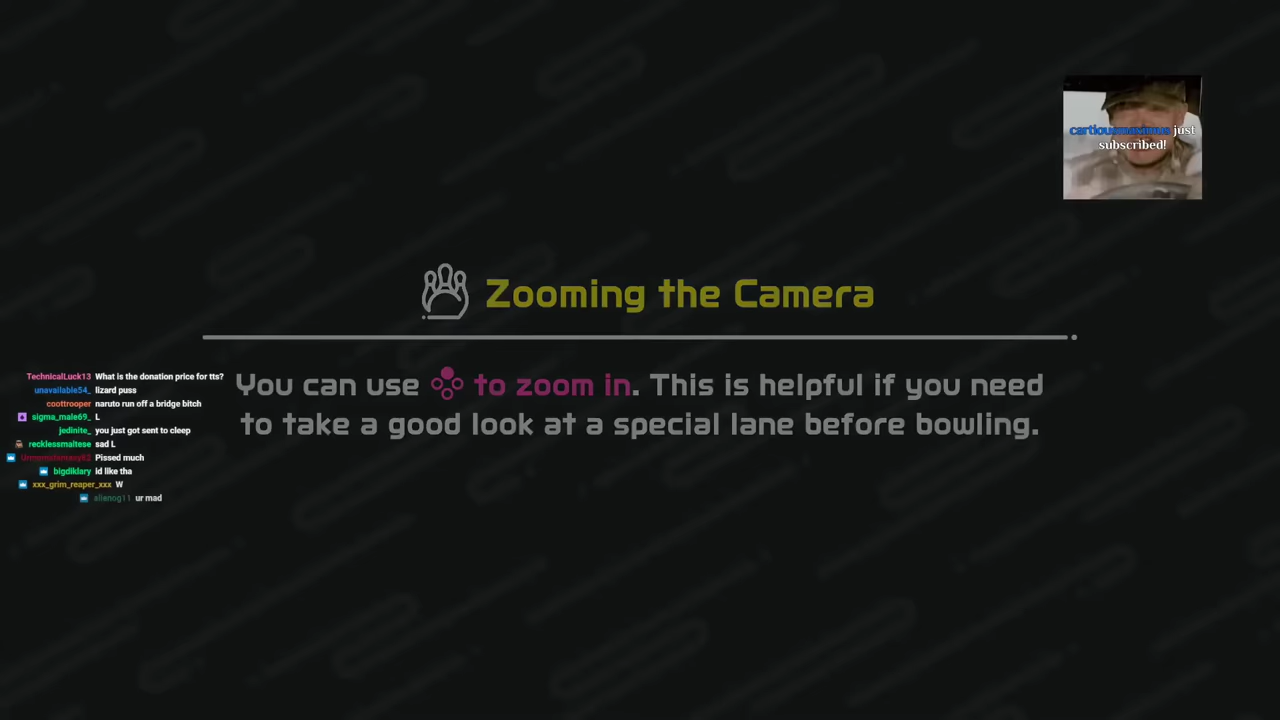 cartiousmaximus just
subscribed!
Zooming the Camera
You can use to zoom in. This is helpful if you need
to take a good look at a special lane before bowling.
TechnicalLuck13 What is the donation price for tts?
unavailable54_ lizard puss
coottrooper naruto run off a bridge bitch
sigma_male69_ L
jedinite_ you just got sent to cleep
recklessmaltese sad L
Pissed much
bigdiklary id like tha
xxx_grim_reaper_xxx W
alienog11 ur mad